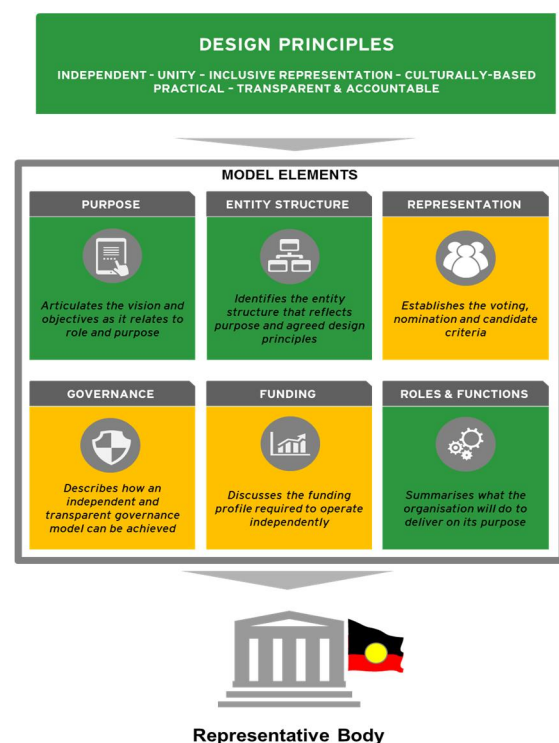 DESIGN PRINCIPLES
INDEPENDENT - UNITY – INCLUSIVE REPRESENTATION – CULTURALLY-BASED
PRACTICAL – TRANSPARENT & ACCOUNTABLE
MODEL ELEMENTS
PURPOSE
Articulates the vision and
objectives as it relates to
role and purpose
ENTITY STRUCTURE
Identifies the entity
structure that reflects
purpose and agreed design
principles
REPRESENTATION
Establishes the voting,
nomination and candidate
criteria
GOVERNANCE
Describes how an
independent and
transparent governance
model can be achieved
FUNDING
Discusses the funding
profile required to operate
independently
ROLES & FUNCTIONS
Summarises what the
organisation will do to
deliver on its purpose
Representative Body